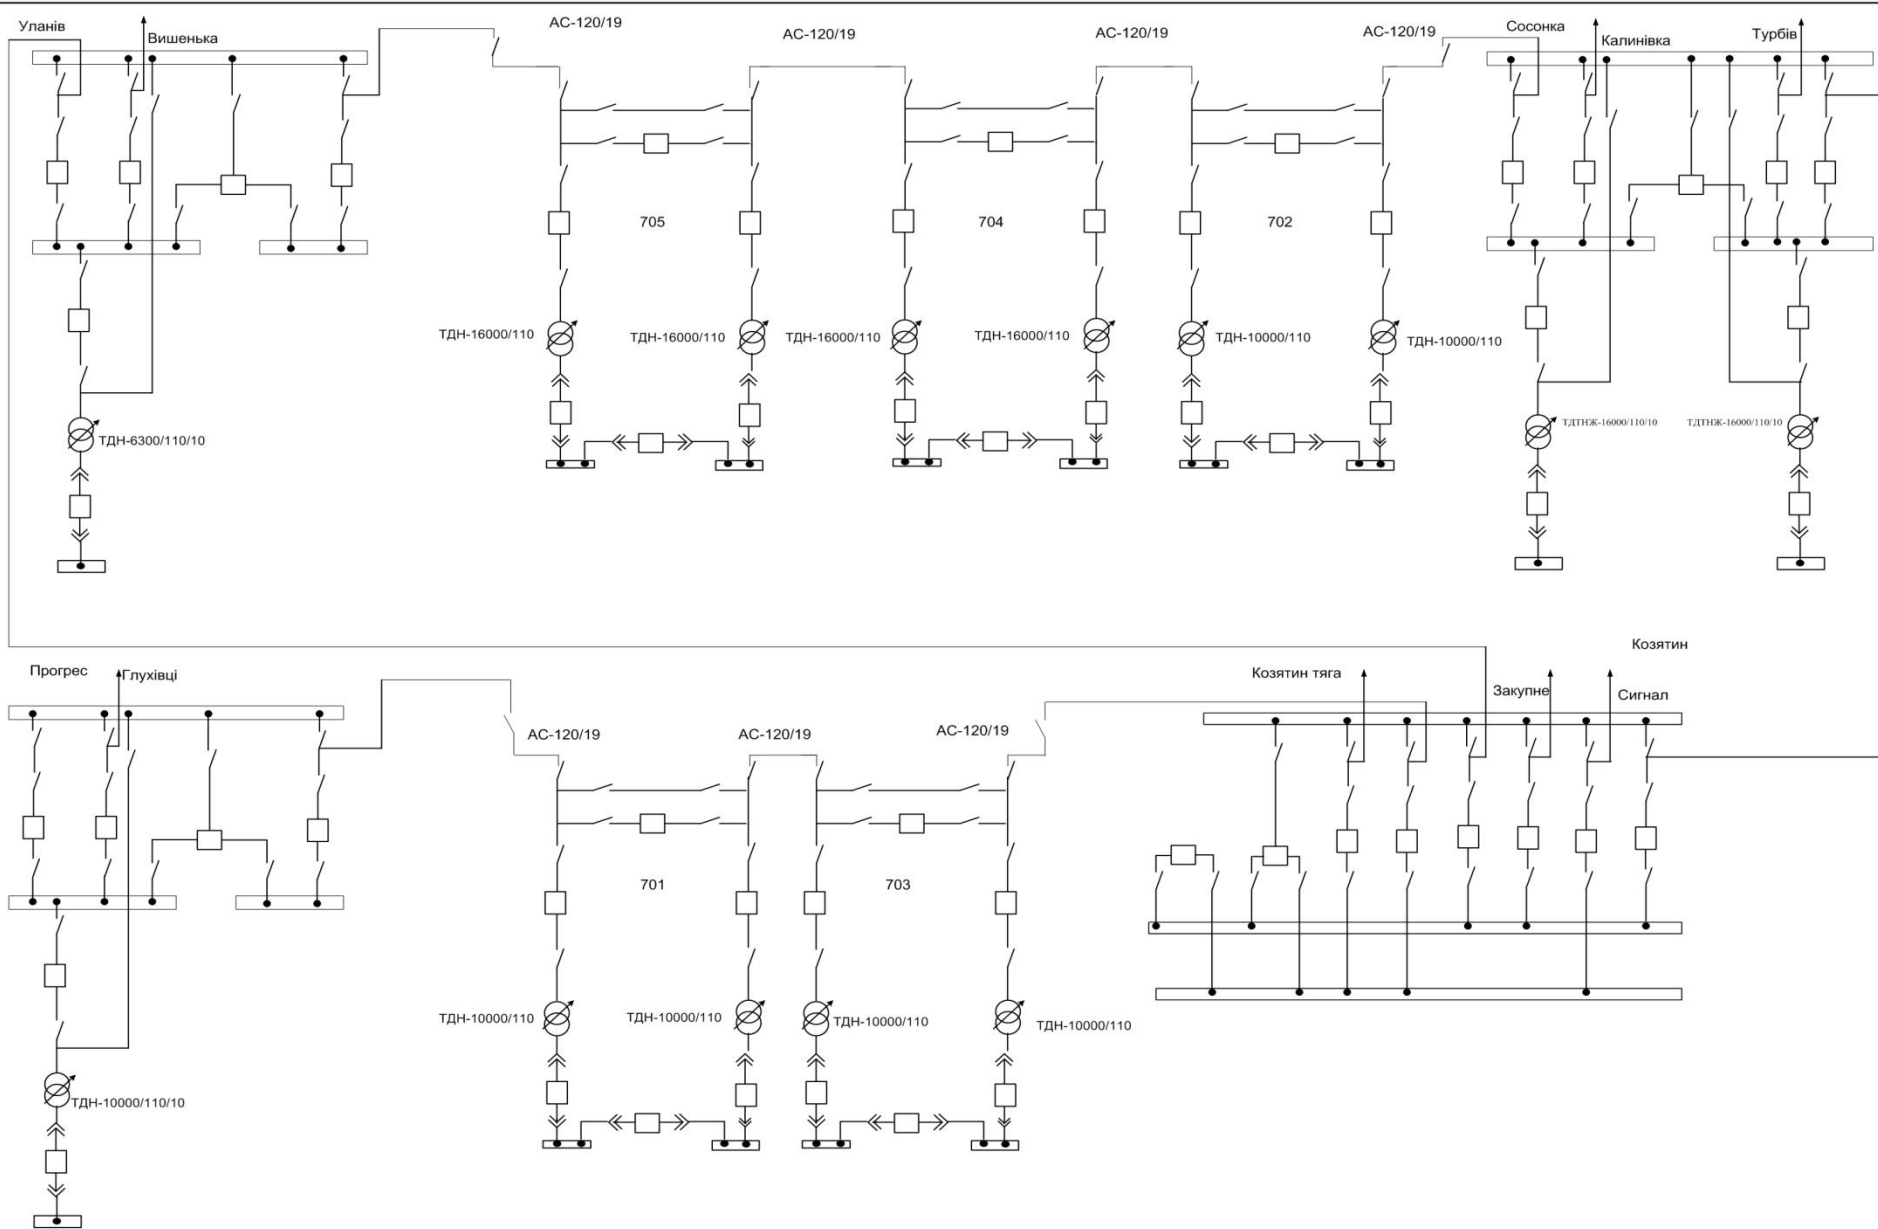 Уланів
Вишенька
АС-120/19
АС-120/19
АС-120/19
АС-120/19
Сосонка
Калинівка
Турбів
705
704
702
ТДН-16000/110
ТДН-16000/110
ТДН-16000/110
ТДН-16000/110
ТДН-10000/110
ТДН-10000/110
ТДН-6300/110/10
ТДТНЖ-16000/110/10
ТДТНЖ-16000/110/10
Козятин
Прогрес
Глухівці
Козятин тяга
Закупне
Сигнал
АС-120/19
АС-120/19
АС-120/19
701
703
ТДН-10000/110
ТДН-10000/110
ТДН-10000/110
ТДН-10000/110
ТДН-10000/110/10